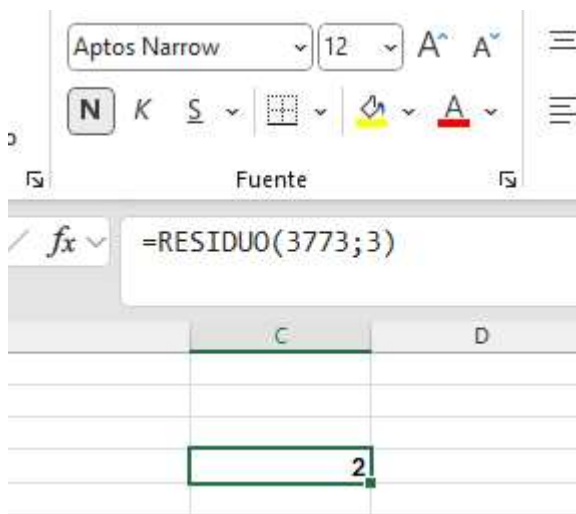 Aptos Narrow 12 A A
N K S A
Fuente
fx =RESIDUO(3773;3)
C D
2